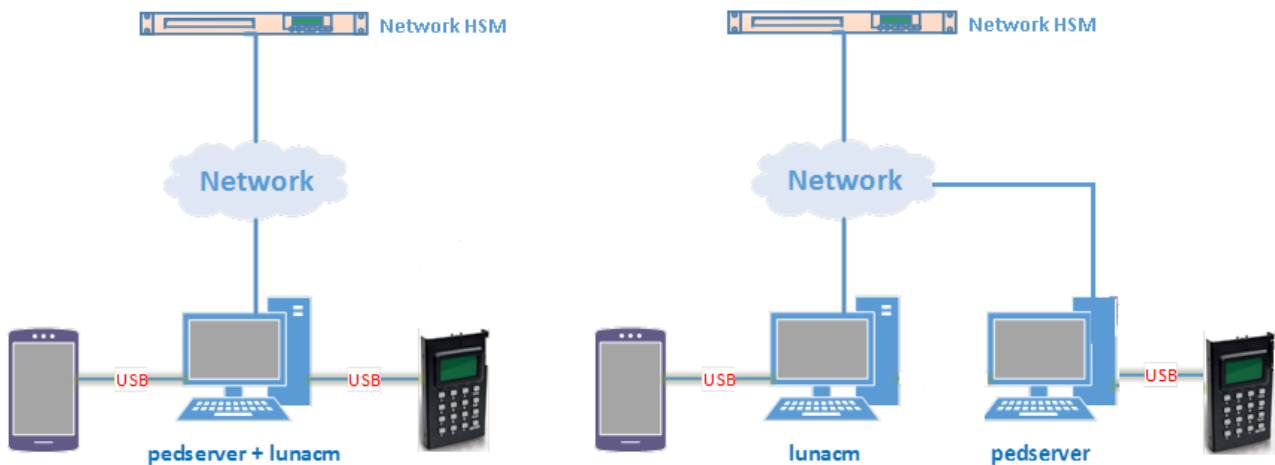 Network HSM
Network
USB
USB
pedserver + lunacm
Network HSM
Network
USB
USB
lunacm
pedserver